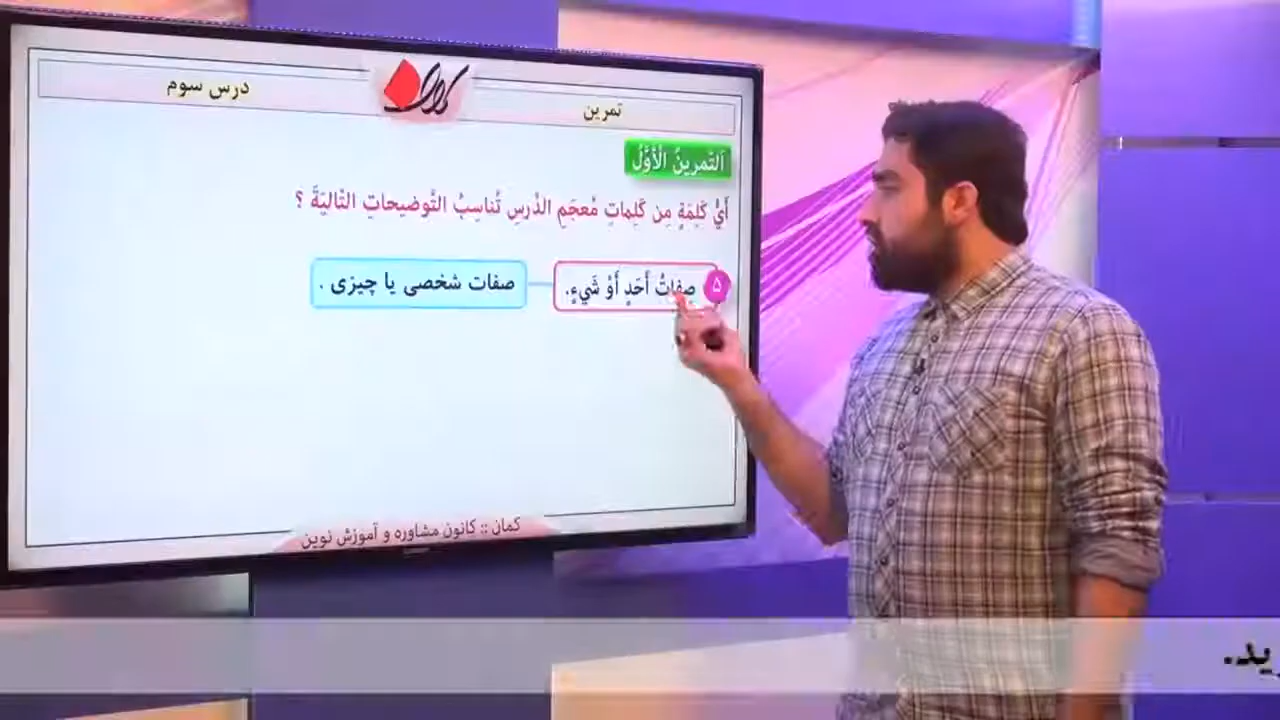 تمرین
درس سوم
اَلتَّمرینُ الْأَوَّلُ
أَيُّ كَلِمَةٍ مِن كَلِماتِ مُعجَمِ الدَّرسِ تُناسِبُ التَّوضيحاتِ التّاليَةَ ؟
۵ صِفاتُ أَحَدٍ أَوْ شَيءٍ.
صفات شخصی یا چیزی .
کمان :: کانون مشاوره و آموزش نوین
ید.